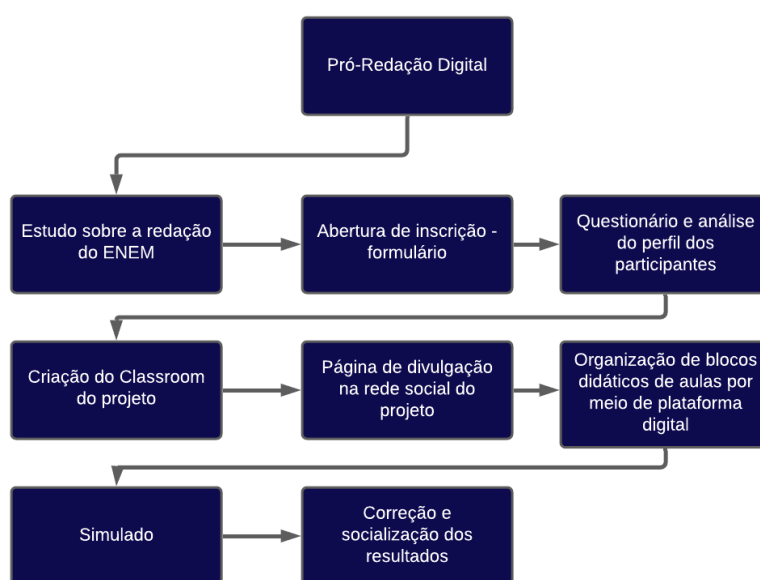 Pró-Redação Digital
Estudo sobre a redação
do ENEM
Abertura de inscrição -
formulário
Questionário e análise
do perfil dos
participantes
Criação do Classroom
do projeto
Página de divulgação
na rede social do
projeto
Organização de blocos
didáticos de aulas por
meio de plataforma
digital
Simulado
Correção e
socialização dos
resultados